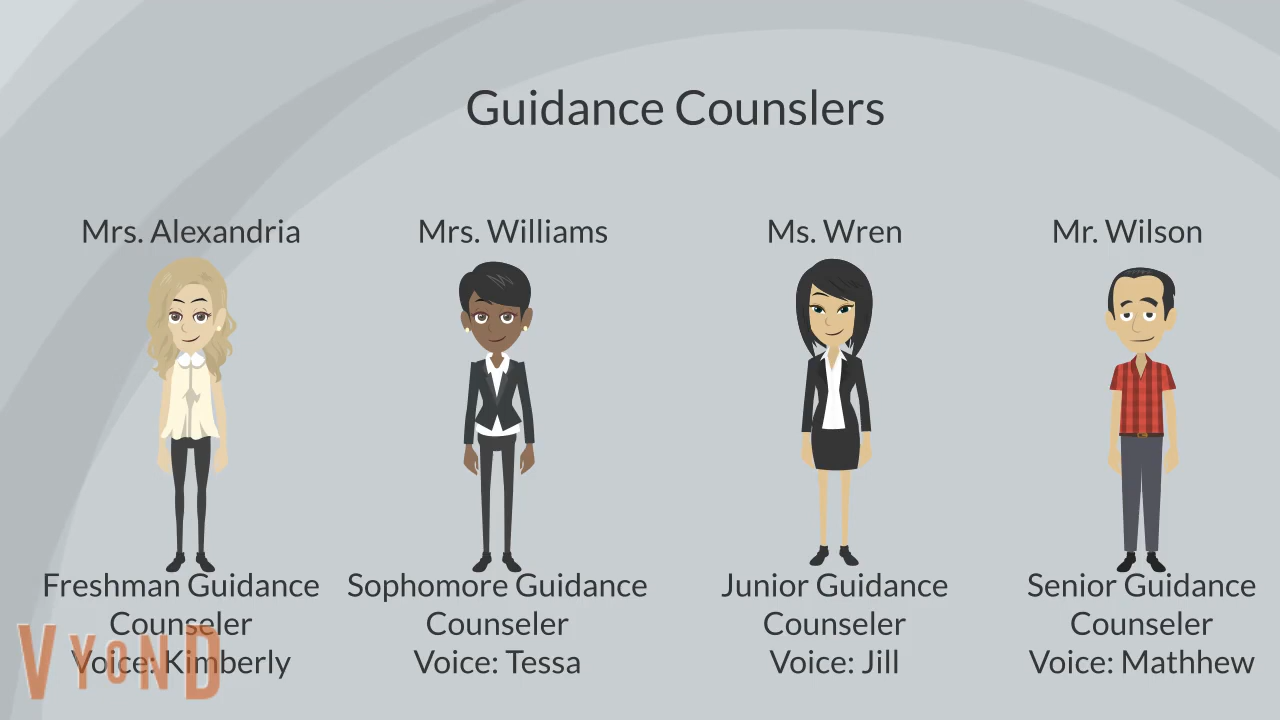 Guidance Counslers
Mrs. Alexandria
Mrs. Williams
Ms. Wren
Mr. Wilson
Freshman Guidance
Counseler
Voice: Kimberly
Sophomore Guidance
Counseler
Voice: Tessa
Junior Guidance
Counseler
Voice: Jill
Senior Guidance
Counseler
Voice: Mathhew
VYOND